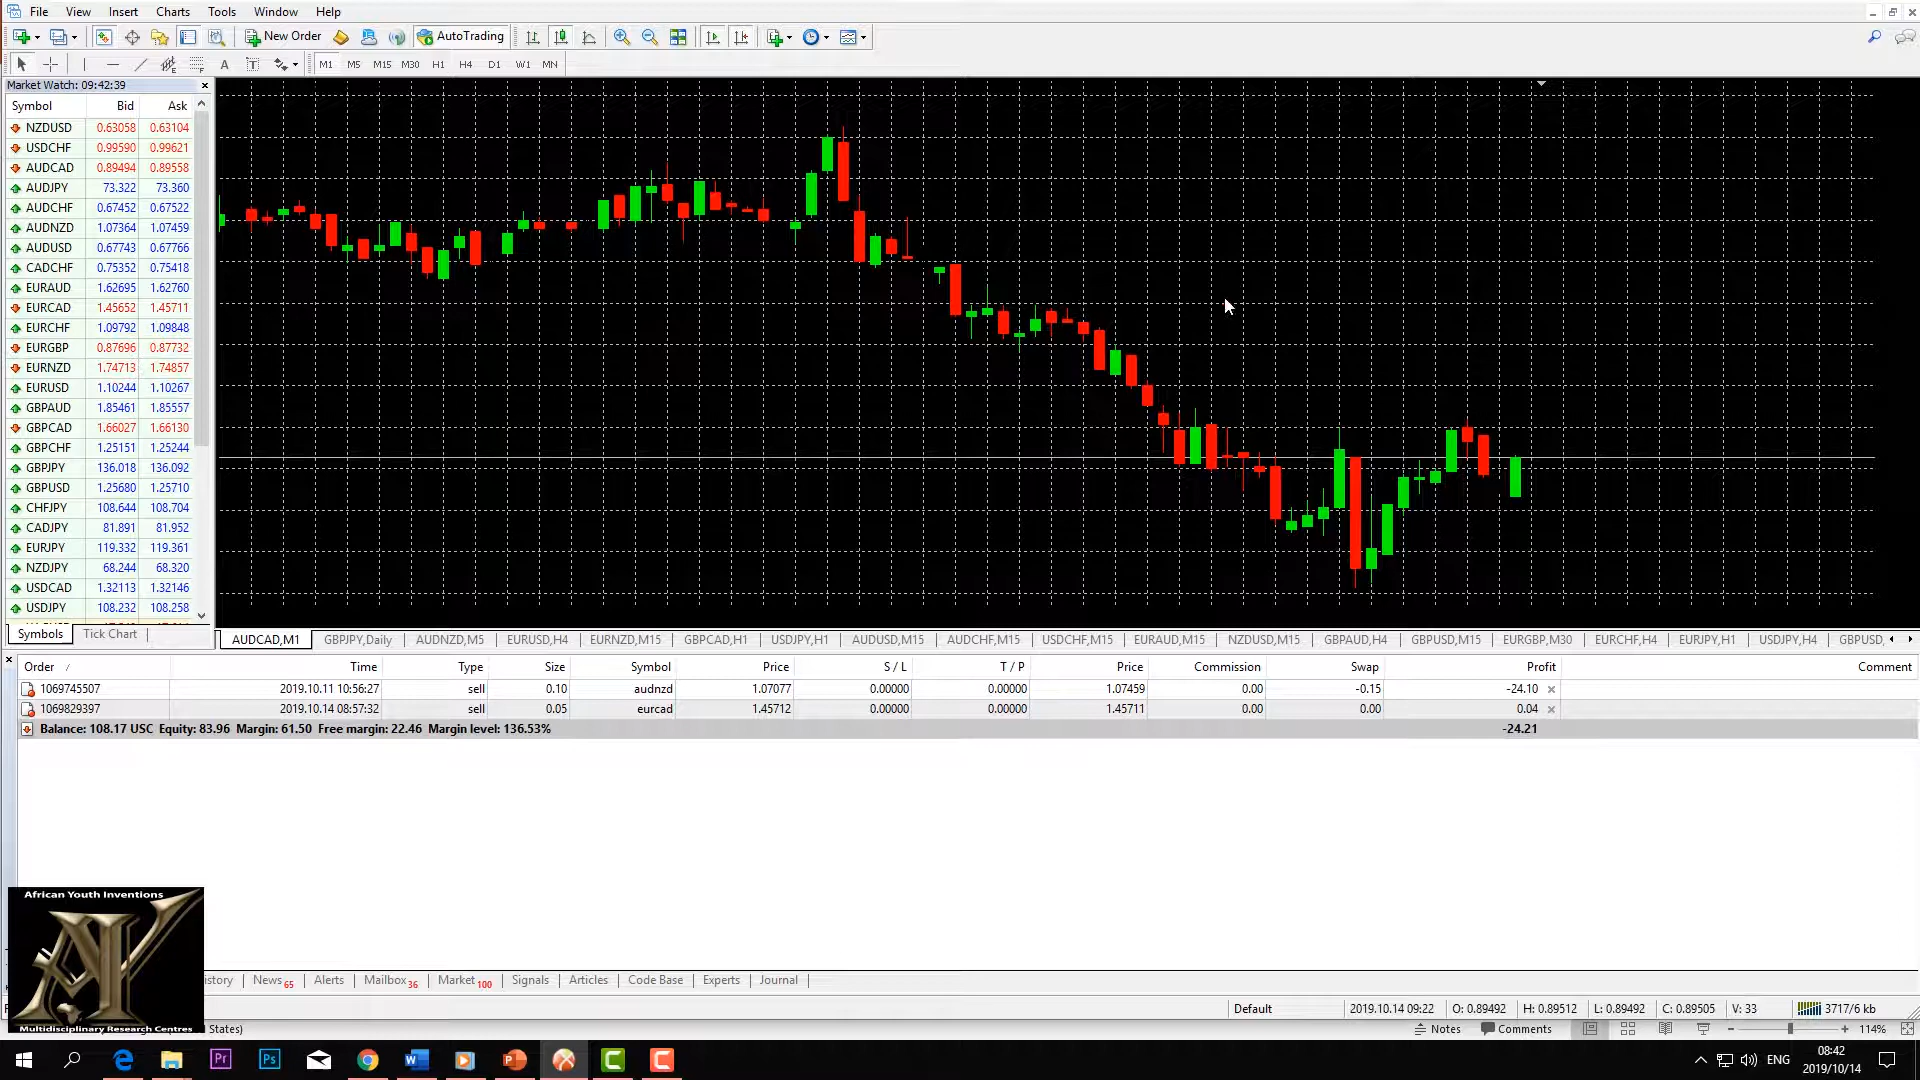 File View Insert Charts Tools Window Help
New Order AutoTrading
A T M1 M5 M15 M30 H1 H4 D1 W1 MN
Market Watch: 09:42:39
Symbol Bid Ask
NZDUSD 0.63058 0.63104
USDCHF 0.99590 0.99621
AUDCAD 0.89494 0.89558
AUDJPY 73.322 73.360
AUDCHF 0.67452 0.67522
AUDNZD 1.07364 1.07459
AUDUSD 0.67743 0.67766
CADCHF 0.75352 0.75418
EURAUD 1.62695 1.62760
EURCAD 1.45652 1.45711
EURCHF 1.09792 1.09848
EURGBP 0.87696 0.87732
EURNZD 1.74713 1.74857
EURUSD 1.10244 1.10267
GBPAUD 1.85461 1.85557
GBPCAD 1.66027 1.66130
GBPCHF 1.25151 1.25244
GBPJPY 136.018 136.092
GBPUSD 1.25680 1.25710
CHFJPY 108.644 108.704
CADJPY 81.891 81.952
EURJPY 119.332 119.361
NZDJPY 68.244 68.320
USDCAD 1.32113 1.32146
USDJPY 108.232 108.258
Symbols Tick Chart
AUDCAD,M1 GBPJPY,Daily AUDNZD,M5 EURUSD,H4 EURNZD,M15 GBPCAD,H1 USDJPY,H1 AUDUSD,M15 AUDCHF,M15 USDCHF,M15 EURAUD,M15 NZDUSD,M15 GBPAUD,H4 GBPUSD,M15 EURGBP,M30 EURCHF,H4 EURJPY,H1 USDJPY,H4 GBPUSD,
Order / Time Type Size Symbol Price S / L T / P Price Commission Swap Profit Comment
1069745507 2019.10.11 10:56:27 sell 0.10 audnzd 1.07077 0.00000 0.00000 1.07459 0.00 -0.15 -24.10
1069829397 2019.10.14 08:57:32 sell 0.05 eurcad 1.45712 0.00000 0.00000 1.45711 0.00 0.00 0.04
Balance: 108.17 USC Equity: 83.96 Margin: 61.50 Free margin: 22.46 Margin level: 136.53% -24.21
African Youth Inventions
AY
Multidisciplinary Research Centres
istory News 65 Alerts Mailbox 36 Market 100 Signals Articles Code Base Experts Journal
Default 2019.10.14 09:22 O: 0.89492 H: 0.89512 L: 0.89492 C: 0.89505 V: 33 3717/6 kb
States) Notes Comments 114%
Pr Ps ENG 08:42
2019/10/14